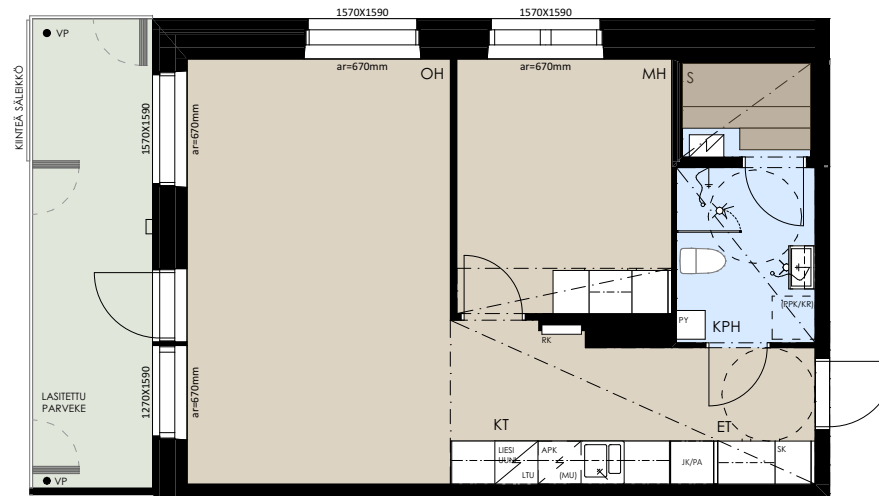 1570X1590
1570X1590
VP
ar=670mm
ar=670mm
OH
MH
S
KIINTEÄ SÄLEIKKÖ
1570X1590
ar=670mm
(PPK/KR)
PY
KPH
RK
1270X1590
ar=670mm
LASITETTU
PARVEKE
KT
ET
LIESI
UUNI
APK
SK
JK/PA
LTU
(MU)
VP